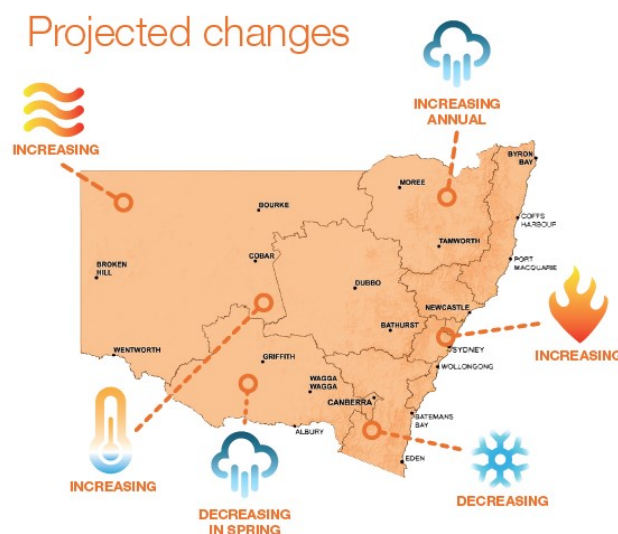 Projected changes
INCREASING
INCREASING
ANNUAL
BYRON
BAY
MOREE
BOURKE
COFFS
HARBOUR
TAMWORTH
COBAR
BROKEN
HILL
PORT
MACQUARIE
DUBBO
NEWCASTLE
BATHURST
SYDNEY
INCREASING
WENTWORTH
GRIFFITH
WOLLONGONG
WAGGA
WAGGA
CANBERRA
BATEMANS
BAY
ALBURY
EDEN
INCREASING
DECREASING
IN SPRING
DECREASING